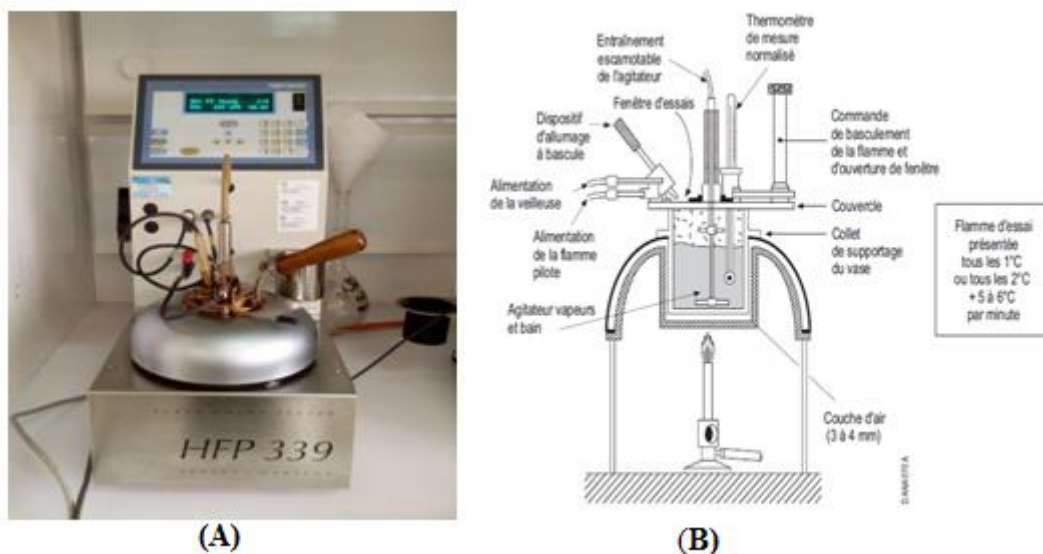 HFP 339
(A)
Entraînement
escamotable
de l'agitateur
Thermomètre
de mesure
normalisé
Fenêtre d'essais
Dispositif
d'allumage
à bascule
Commande
de basculement
de la flamme et
d'ouverture de fenêtre
Alimentation
de la veilleuse
Couvercle
Alimentation
de la flamme
pilote
Collet
de supportage
du vase
Flamme d'essai
présentée
tous les 1°C
ou tous les 2°C
+ 5 à 6°C
par minute
Agitateur vapeurs
et bain
Couche d'air
(3 à 4 mm)
(B)